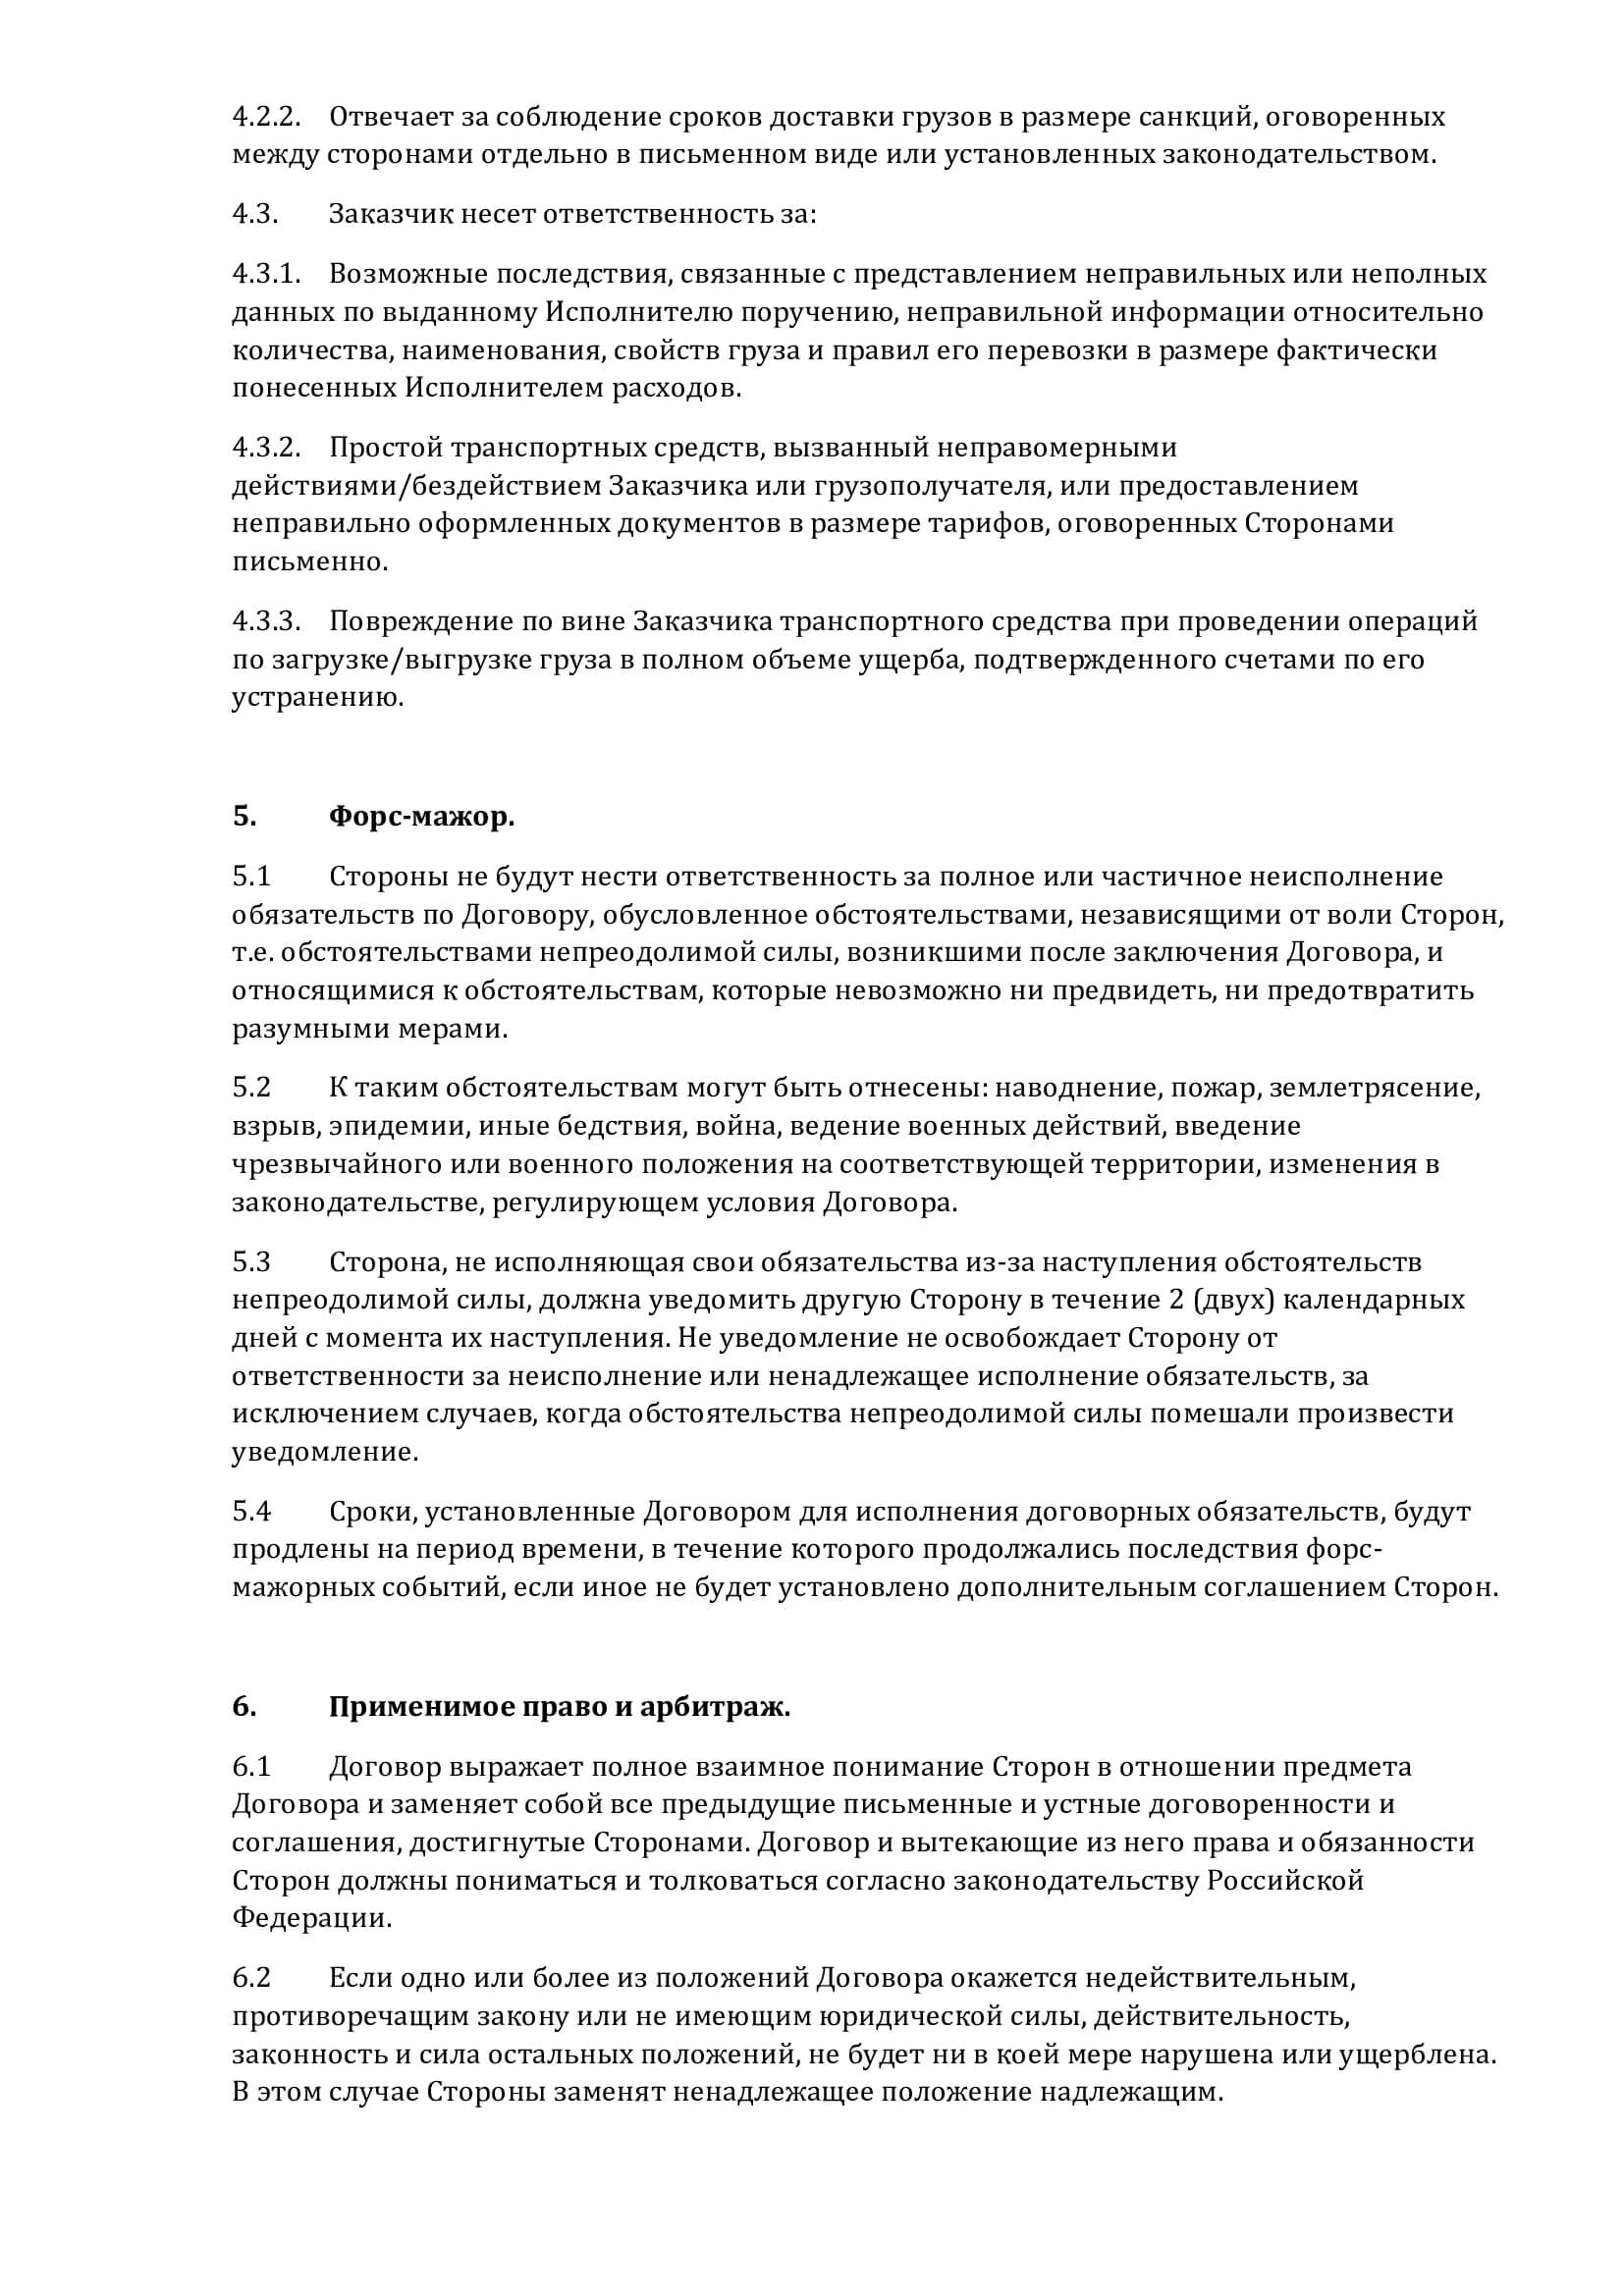 4.2.2. Отвечает за соблюдение сроков доставки грузов в размере санкций, оговоренных
между сторонами отдельно в письменном виде или установленных законодательством.
4.3. Заказчик несет ответственность за:
4.3.1. Возможные последствия, связанные с представлением неправильных или неполных
данных по выданному Исполнителю поручению, неправильной информации относительно
количества, наименования, свойств груза и правил его перевозки в размере фактически
понесенных Исполнителем расходов.
4.3.2. Простой транспортных средств, вызванный неправомерными
действиями/бездействием Заказчика или грузополучателя, или предоставлением
неправильно оформленных документов в размере тарифов, оговоренных Сторонами
письменно.
4.3.3. Повреждение по вине Заказчика транспортного средства при проведении операций
по загрузке/выгрузке груза в полном объеме ущерба, подтвержденного счетами по его
устранению.
5. Форс-мажор.
5.1 Стороны не будут нести ответственность за полное или частичное неисполнение
обязательств по Договору, обусловленное обстоятельствами, независящими от воли Сторон,
т.е. обстоятельствами непреодолимой силы, возникшими после заключения Договора, и
относящимися к обстоятельствам, которые невозможно ни предвидеть, ни предотвратить
разумными мерами.
5.2 К таким обстоятельствам могут быть отнесены: наводнение, пожар, землетрясение,
взрыв, эпидемии, иные бедствия, война, ведение военных действий, введение
чрезвычайного или военного положения на соответствующей территории, изменения в
законодательстве, регулирующем условия Договора.
5.3 Сторона, не исполняющая свои обязательства из-за наступления обстоятельств
непреодолимой силы, должна уведомить другую Сторону в течение 2 (двух) календарных
дней с момента их наступления. Не уведомление не освобождает Сторону от
ответственности за неисполнение или ненадлежащее исполнение обязательств, за
исключением случаев, когда обстоятельства непреодолимой силы помешали произвести
уведомление.
5.4 Сроки, установленные Договором для исполнения договорных обязательств, будут
продлены на период времени, в течение которого продолжались последствия форс-
мажорных событий, если иное не будет установлено дополнительным соглашением Сторон.
6. Применимое право и арбитраж.
6.1 Договор выражает полное взаимное понимание Сторон в отношении предмета
Договора и заменяет собой все предыдущие письменные и устные договоренности и
соглашения, достигнутые Сторонами. Договор и вытекающие из него права и обязанности
Сторон должны пониматься и толковаться согласно законодательству Российской
Федерации.
6.2 Если одно или более из положений Договора окажется недействительным,
противоречащим закону или не имеющим юридической силы, действительность,
законность и сила остальных положений, не будет ни в коей мере нарушена или ущерблена.
В этом случае Стороны заменят ненадлежащее положение надлежащим.